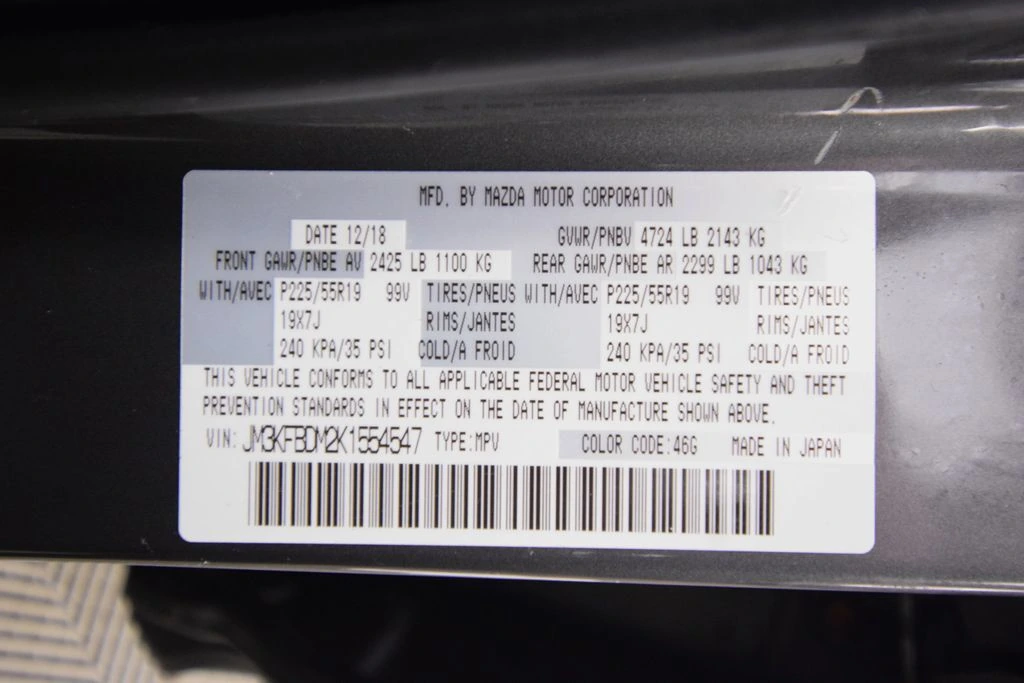 MFD. BY MAZDA MOTOR CORPORATION
DATE 12/18 GVWR/PNBV 4724 LB 2143 KG
FRONT GAWR/PNBE AV 2425 LB 1100 KG REAR GAWR/PNBE AR 2299 LB 1043 KG
WITH/AVEC P225/55R19 99V TIRES/PNEUS WITH/AVEC P225/55R19 99V TIRES/PNEUS
19X7J RIMS/JANTES 19X7J RIMS/JANTES
240 KPA/35 PSI COLD/A FROID 240 KPA/35 PSI COLD/A FROID
THIS VEHICLE CONFORMS TO ALL APPLICABLE FEDERAL MOTOR VEHICLE SAFETY AND THEFT
PREVENTION STANDARDS IN EFFECT ON THE DATE OF MANUFACTURE SHOWN ABOVE.
VIN: JM3KFBDM2K1554547 TYPE:MPV COLOR CODE:46G MADE IN JAPAN